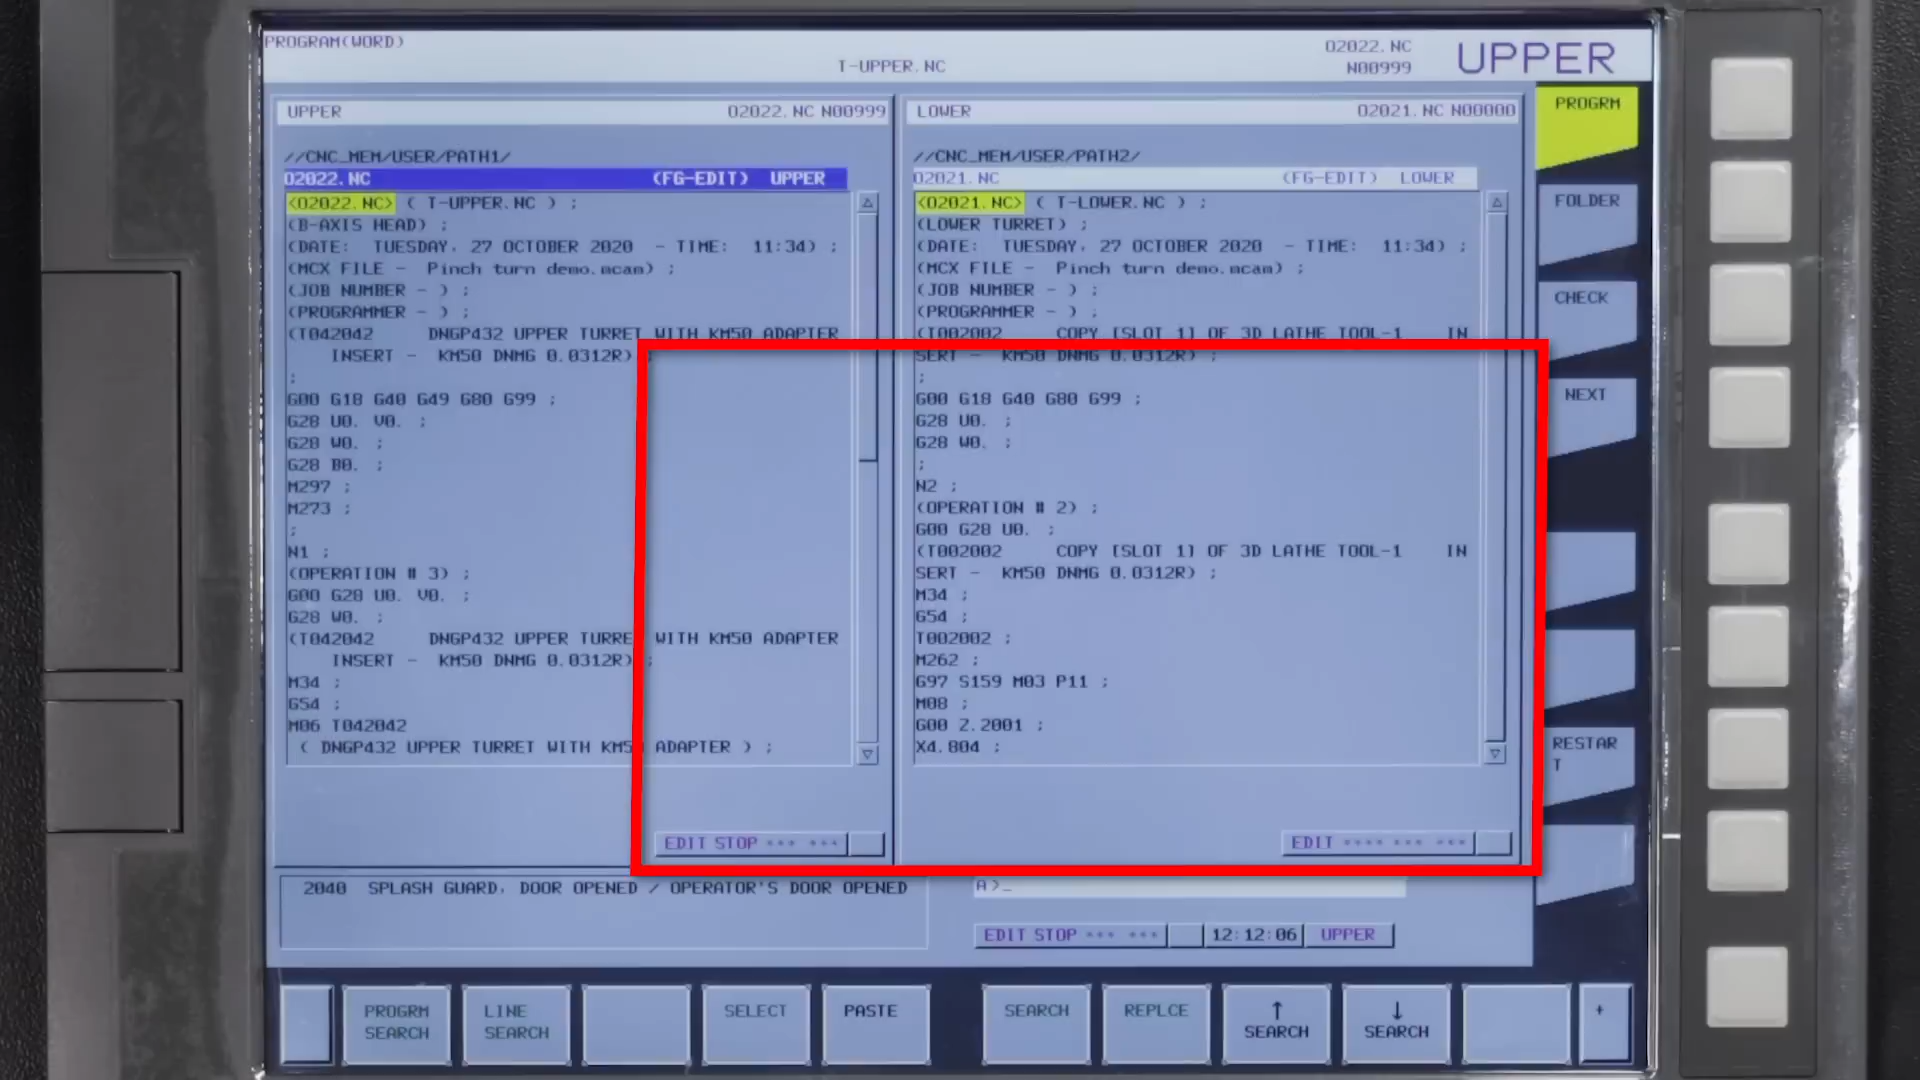 PROGRAM(WORD)
O2022.NC
UPPER
T-UPPER.NC
N00999
UPPER O2022.NC N00999
//CNC_MEM/USER/PATH1/
O2022.NC (FG-EDIT) UPPER
<O2022.NC> ( T-UPPER.NC ) ;
(B-AXIS HEAD) ;
(DATE: TUESDAY, 27 OCTOBER 2020 - TIME: 11:34) ;
(MCX FILE - Pinch turn demo.mcam) ;
(JOB NUMBER - ) ;
(PROGRAMMER - ) ;
(T042042 DNGP432 UPPER TURRET WITH KM50 ADAPTER
INSERT - KM50 DNMG 0.0312R) ;
;
G00 G18 G40 G49 G80 G99 ;
G28 U0. V0. ;
G28 W0. ;
G28 B0. ;
M297 ;
M273 ;
;
N1 ;
(OPERATION # 3) ;
G00 G28 U0. V0. ;
G28 W0. ;
(T042042 DNGP432 UPPER TURRE WITH KM50 ADAPTER
INSERT - KM50 DNMG 0.0312R) ;
M34 ;
G54 ;
M06 T042042
( DNGP432 UPPER TURRET WITH KM50 ADAPTER ) ;
EDIT STOP *** ***
LOWER O2021.NC N00000
//CNC_MEM/USER/PATH2/
O2021.NC (FG-EDIT) LOWER
<O2021.NC> ( T-LOWER.NC ) ;
(LOWER TURRET) ;
(DATE: TUESDAY, 27 OCTOBER 2020 - TIME: 11:34) ;
(MCX FILE - Pinch turn demo.mcam) ;
(JOB NUMBER - ) ;
(PROGRAMMER - ) ;
(T002002 COPY [SLOT 1] OF 3D LATHE TOOL-1 IN
SERT - KM50 DNMG 0.0312R) ;
;
G00 G18 G40 G80 G99 ;
G28 U0. ;
G28 W0. ;
;
N2 ;
(OPERATION # 2) ;
G00 G28 U0. ;
(T002002 COPY [SLOT 1] OF 3D LATHE TOOL-1 IN
SERT - KM50 DNMG 0.0312R) ;
M34 ;
G54 ;
T002002 ;
M262 ;
G97 S159 M03 P11 ;
M08 ;
G00 Z.2001 ;
X4.804 ;
EDIT **** *** ***
PROGRM
FOLDER
CHECK
NEXT
RESTAR
T
2040 SPLASH GUARD, DOOR OPENED / OPERATOR'S DOOR OPENED
A >_
EDIT STOP *** *** 12:12:06 UPPER
PROGRM
SEARCH
LINE
SEARCH
SELECT
PASTE
SEARCH
REPLCE
↑
SEARCH
↓
SEARCH
+